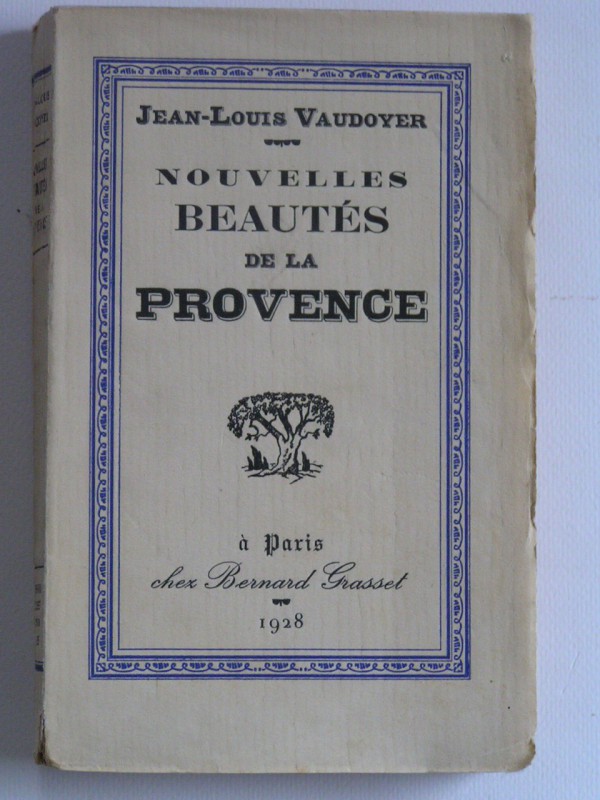 JEAN-LOUIS VAUDOYER
NOUVELLES
BEAUTÉS
DE LA
PROVENCE
à Paris
chez Bernard Grasset
1928